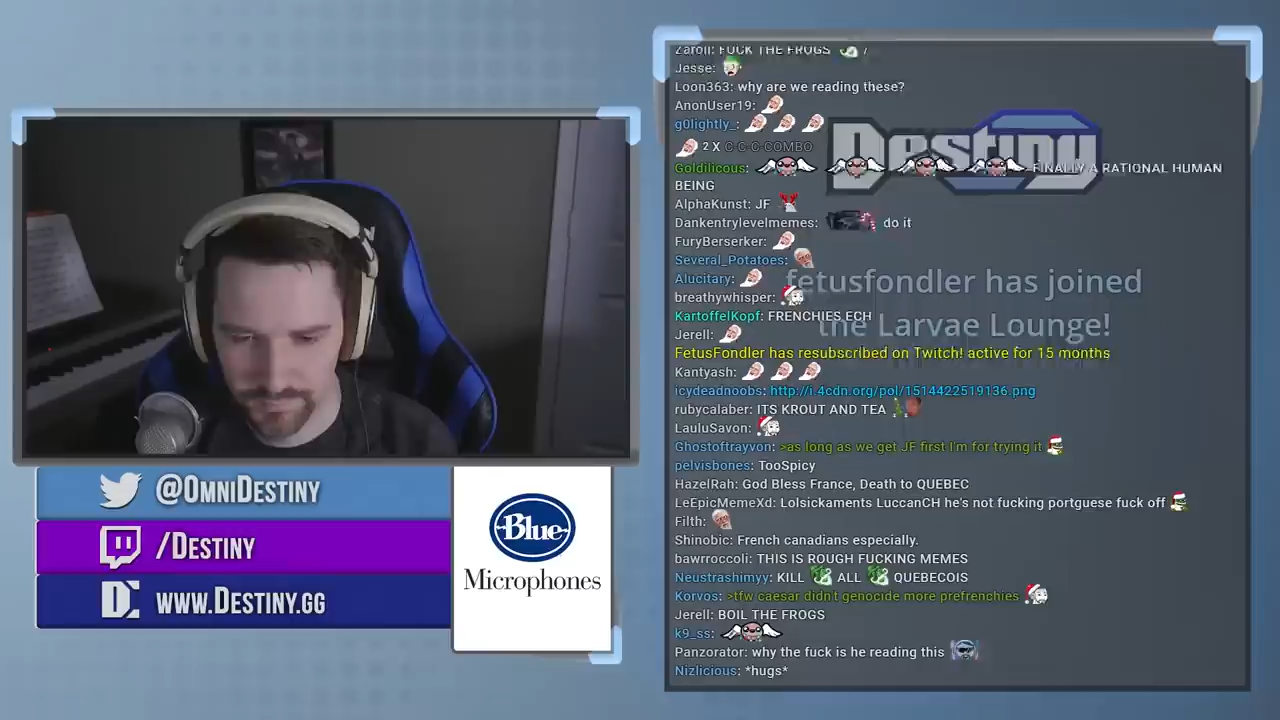 Zaroll: FUCK THE FROGS /
Jesse:
Loon363: why are we reading these?
AnonUser19:
g0lightly_:
2 X C-C-C-COMBO
Destiny
Goldilicous: FINALLY A RATIONAL HUMAN
BEING
AlphaKunst: JF
Dankentrylevelmemes: do it
FuryBerserker:
Several_Potatoes:
Alucitary:
fetusfondler has joined
breathywhisper:
KartoffelKopf: FRENCHIES ECH
the Larvae Lounge!
Jerell:
FetusFondler has resubscribed on Twitch! active for 15 months
Kantyash:
icydeadnoobs: http://i.4cdn.org/pol/1514422519136.png
rubycalaber: ITS KROUT AND TEA
LauluSavon:
Ghostoftrayvon: >as long as we get JF first I'm for trying it
pelvisbones: TooSpicy
HazelRah: God Bless France, Death to QUEBEC
LeEpicMemeXd: Lolsickaments LuccanCH he's not fucking portguese fuck off
Filth:
Shinobic: French canadians especially.
bawrroccoli: THIS IS ROUGH FUCKING MEMES
Neustrashimyy: KILL ALL QUEBECOIS
Korvos: >tfw caesar didn't genocide more prefrenchies
Jerell: BOIL THE FROGS
k9_ss:
Panzorator: why the fuck is he reading this
Nizlicious: *hugs*
@OmniDestiny
/Destiny
www.Destiny.gg
Blue
Microphones